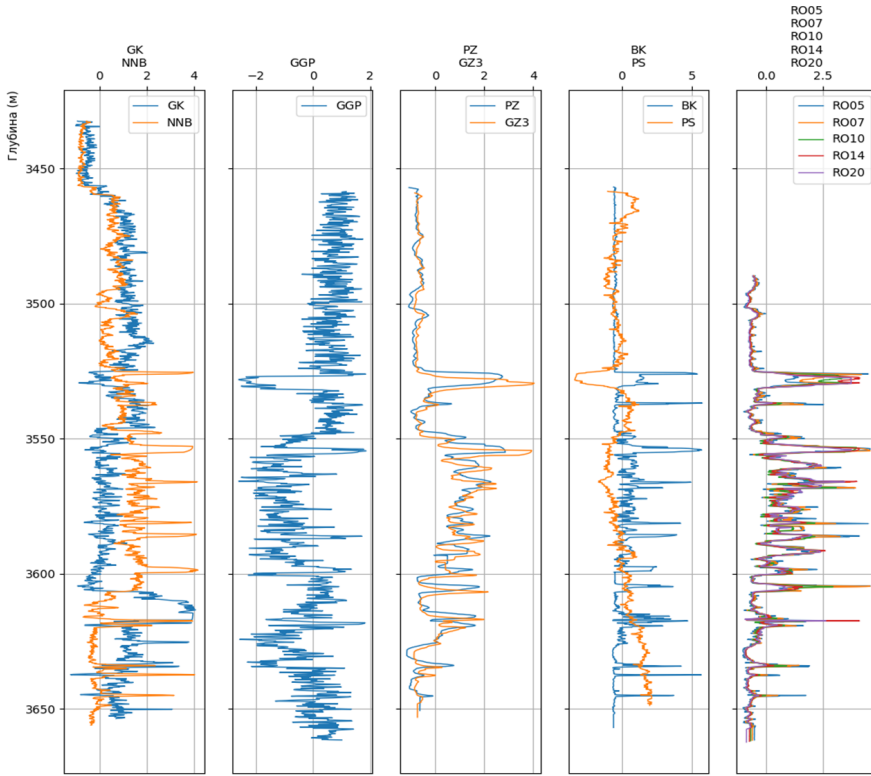 RO05
RO07
RO10
RO14
RO20
GK
NNB
GGP
PZ
GZ3
BK
PS
0 2 4
−2 0 2
0 2 4
0 5
0.0 2.5
GK
NNB
GGP
PZ
GZ3
BK
PS
RO05
RO07
RO10
RO14
RO20
Глубина (м)
3450
3500
3550
3600
3650